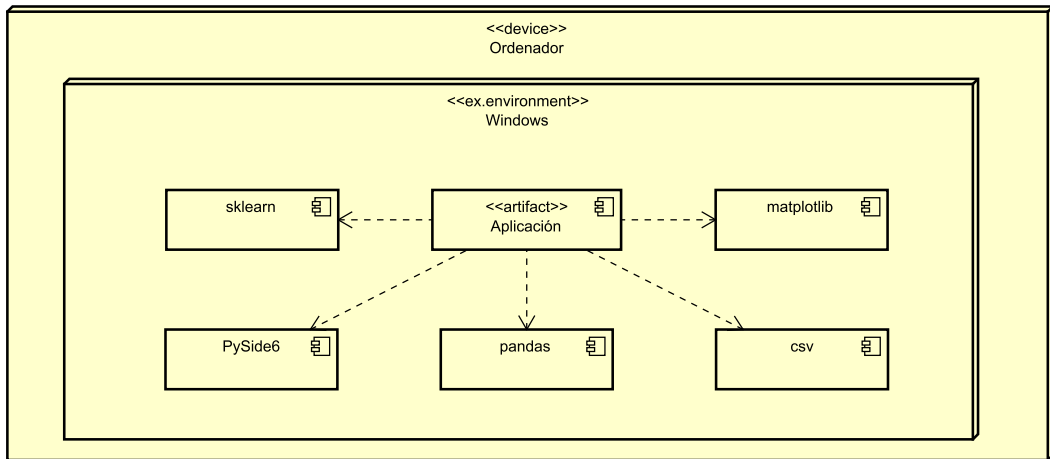 <<device>>
Ordenador
<<ex.environment>>
Windows
sklearn
<<artifact>>
Aplicación
matplotlib
PySide6
pandas
csv